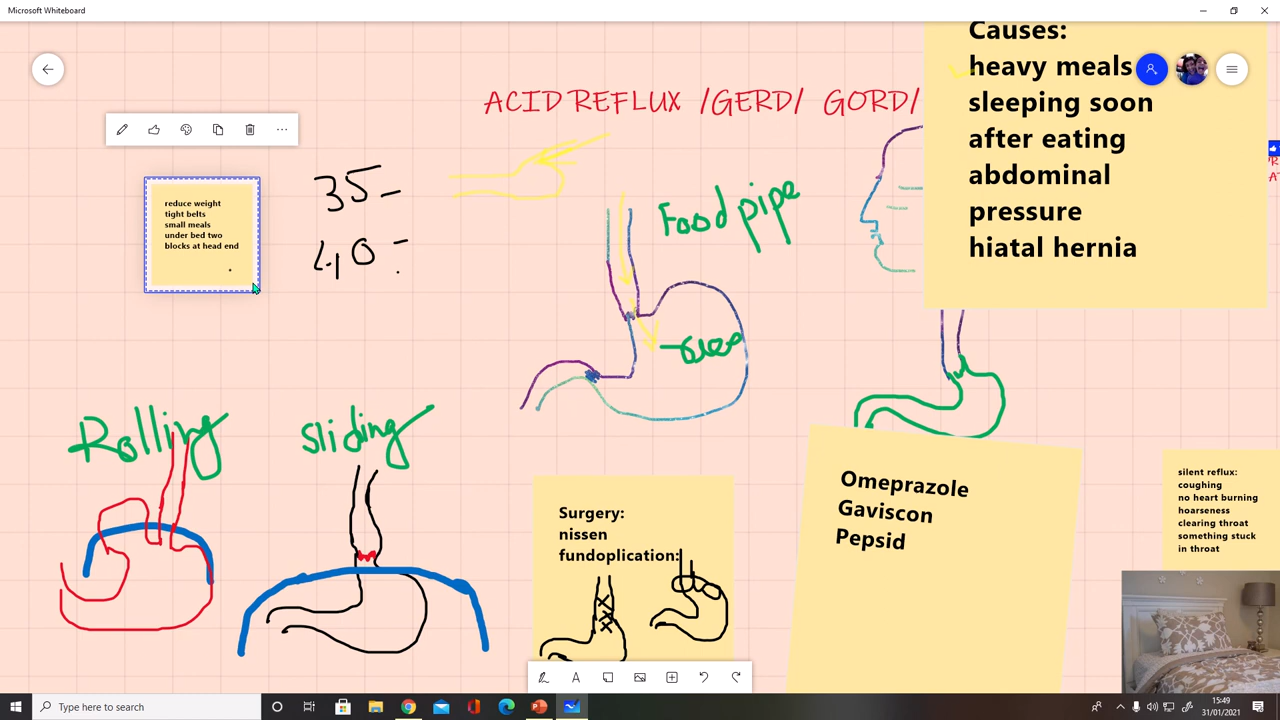 Microsoft Whiteboard
Causes:
heavy meals
sleeping soon
after eating
abdominal
pressure
hiatal hernia
ACID REFLUX /GERD/ GORD/
reduce weight
tight belts
small meals
under bed two
blocks at head end
35-
40-
Food pipe
Rolling
Sliding
Surgery:
nissen
fundoplication:
Omeprazole
Gaviscon
Pepsid
silent reflux:
coughing
no heart burning
hoarseness
clearing throat
something stuck
in throat
Type here to search
15:49
31/01/2021